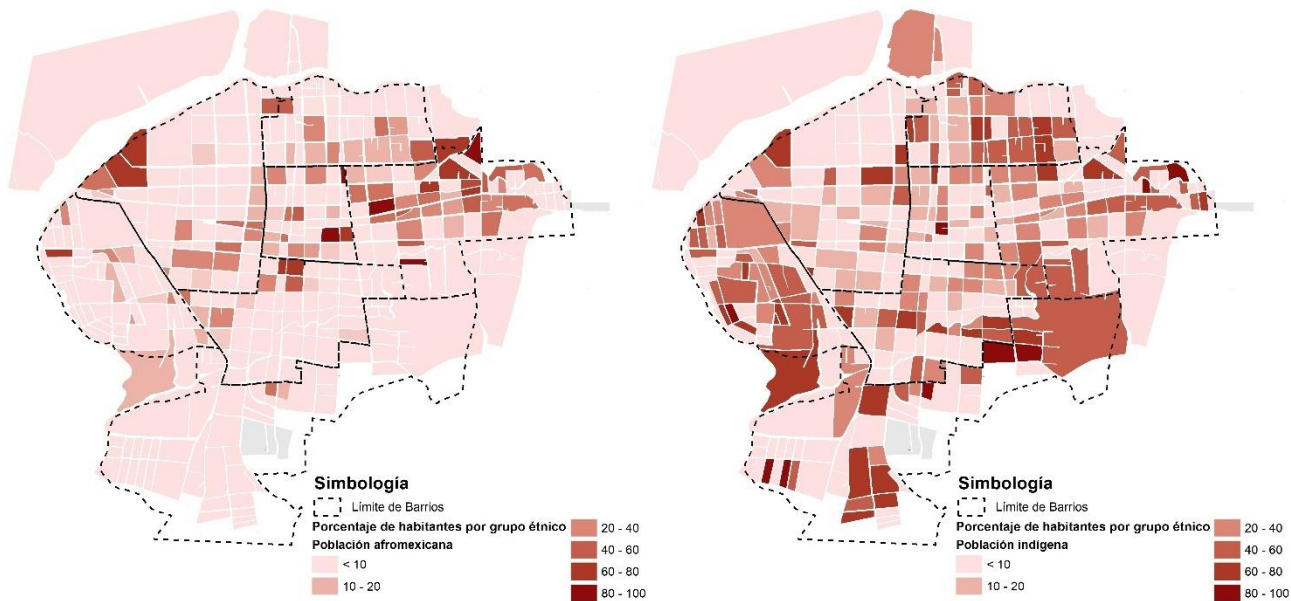 Simbología
Límite de Barrios
Porcentaje de habitantes por grupo étnico
Población afromexicana
< 10
10 - 20
20 - 40
40 - 60
60 - 80
80 - 100
Simbología
Límite de Barrios
Porcentaje de habitantes por grupo étnico
Población indígena
< 10
10 - 20
20 - 40
40 - 60
60 - 80
80 - 100